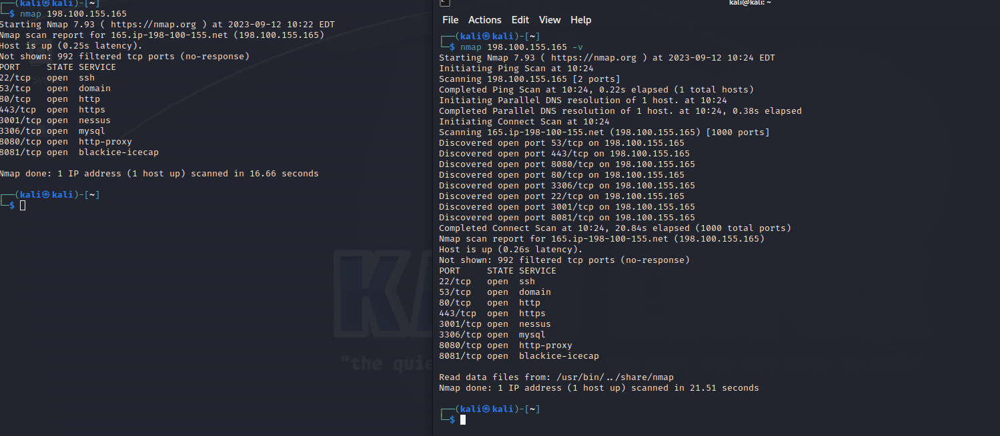 ┌──(kali㉿kali)-[~]
└─$ nmap 198.100.155.165
Starting Nmap 7.93 ( https://nmap.org ) at 2023-09-12 10:22 EDT
Nmap scan report for 165.ip-198-100-155.net (198.100.155.165)
Host is up (0.25s latency).
Not shown: 992 filtered tcp ports (no-response)
PORT     STATE SERVICE
22/tcp   open  ssh
53/tcp   open  domain
80/tcp   open  http
443/tcp  open  https
3001/tcp open  nessus
3306/tcp open  mysql
8080/tcp open  http-proxy
8081/tcp open  blackice-icecap
Nmap done: 1 IP address (1 host up) scanned in 16.66 seconds
┌──(kali㉿kali)-[~]
└─$
"the quie
kali@kali: ~
File Actions Edit View Help
┌──(kali㉿kali)-[~]
└─$ nmap 198.100.155.165 -v
Starting Nmap 7.93 ( https://nmap.org ) at 2023-09-12 10:24 EDT
Initiating Ping Scan at 10:24
Scanning 198.100.155.165 [2 ports]
Completed Ping Scan at 10:24, 0.22s elapsed (1 total hosts)
Initiating Parallel DNS resolution of 1 host. at 10:24
Completed Parallel DNS resolution of 1 host. at 10:24, 0.38s elapsed
Initiating Connect Scan at 10:24
Scanning 165.ip-198-100-155.net (198.100.155.165) [1000 ports]
Discovered open port 53/tcp on 198.100.155.165
Discovered open port 443/tcp on 198.100.155.165
Discovered open port 8080/tcp on 198.100.155.165
Discovered open port 80/tcp on 198.100.155.165
Discovered open port 3306/tcp on 198.100.155.165
Discovered open port 22/tcp on 198.100.155.165
Discovered open port 3001/tcp on 198.100.155.165
Discovered open port 8081/tcp on 198.100.155.165
Completed Connect Scan at 10:24, 20.84s elapsed (1000 total ports)
Nmap scan report for 165.ip-198-100-155.net (198.100.155.165)
Host is up (0.26s latency).
Not shown: 992 filtered tcp ports (no-response)
PORT     STATE SERVICE
22/tcp   open  ssh
53/tcp   open  domain
80/tcp   open  http
443/tcp  open  https
3001/tcp open  nessus
3306/tcp open  mysql
8080/tcp open  http-proxy
8081/tcp open  blackice-icecap
Read data files from: /usr/bin/../share/nmap
Nmap done: 1 IP address (1 host up) scanned in 21.51 seconds
┌──(kali㉿kali)-[~]
└─$